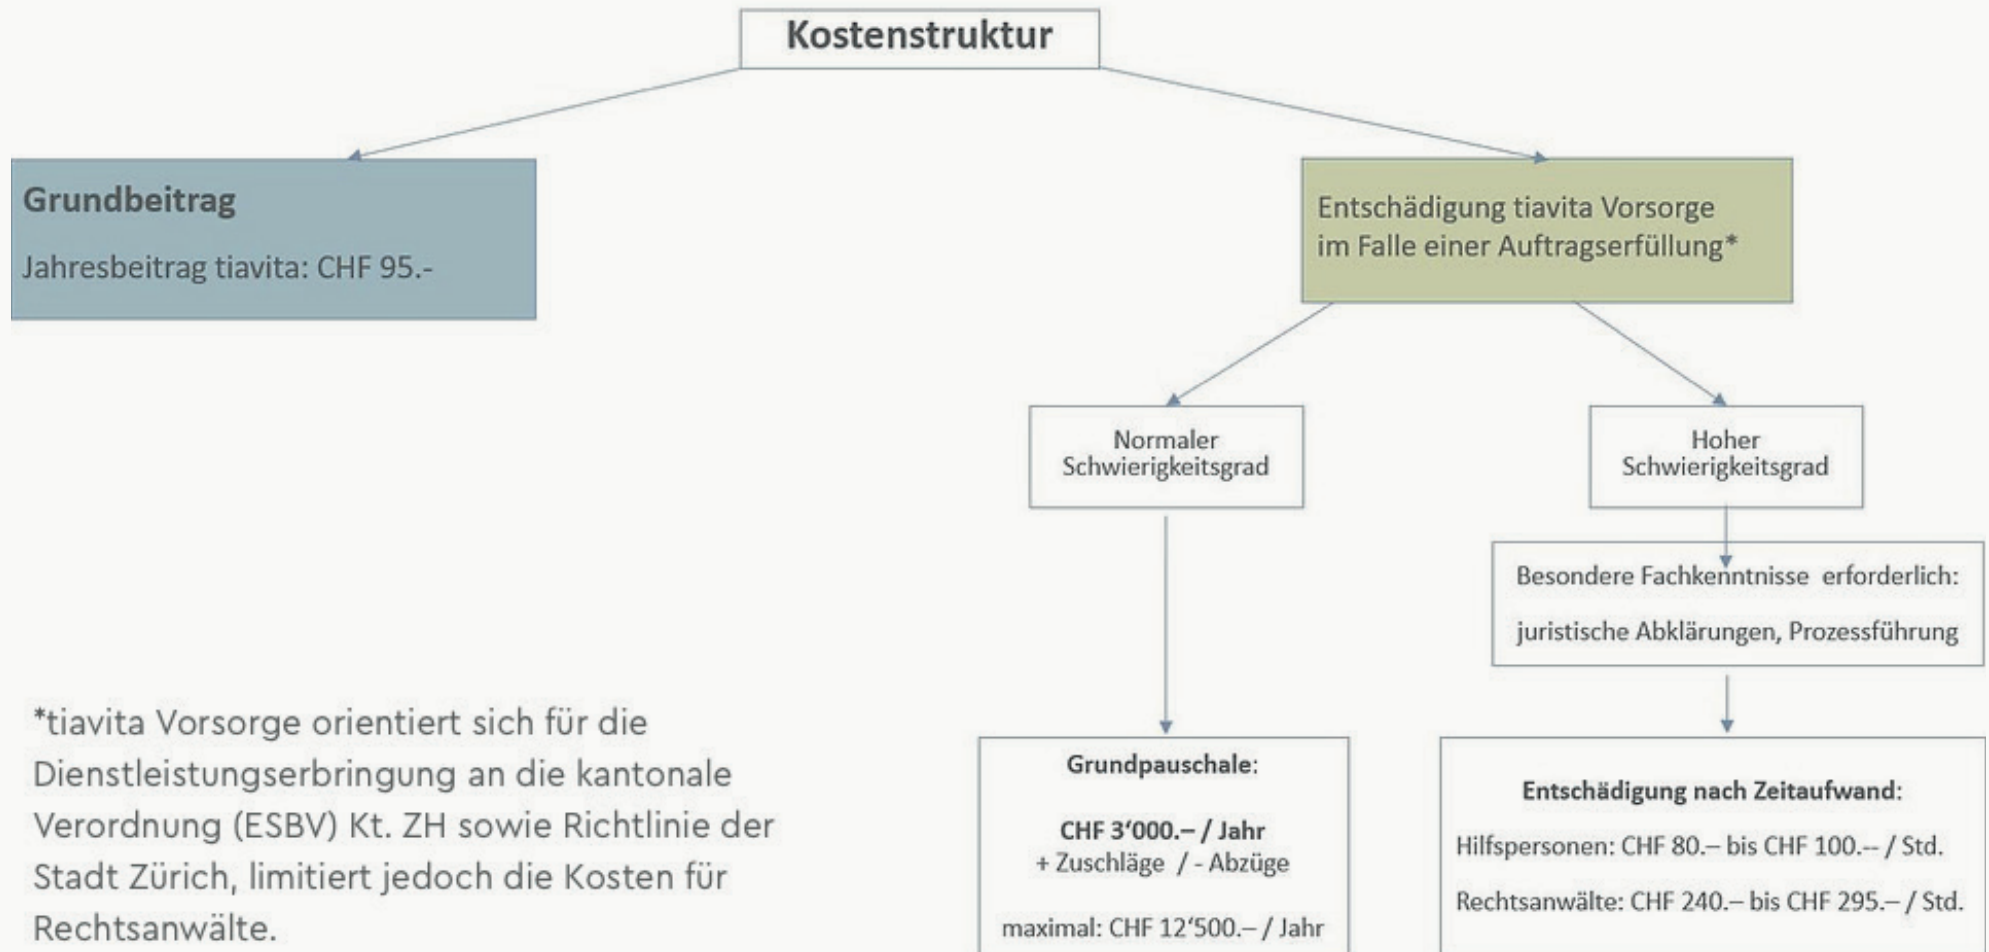 Kostenstruktur
Grundbeitrag
Jahresbeitrag tiavita: CHF 95.-
Entschädigung tiavita Vorsorge
im Falle einer Auftragserfüllung*
Normaler
Schwierigkeitsgrad
Hoher
Schwierigkeitsgrad
Besondere Fachkenntnisse erforderlich:
juristische Abklärungen, Prozessführung
Grundpauschale:
CHF 3‘000.– / Jahr
+ Zuschläge / - Abzüge
maximal: CHF 12‘500.– / Jahr
Entschädigung nach Zeitaufwand:
Hilfspersonen: CHF 80.– bis CHF 100.-- / Std.
Rechtsanwälte: CHF 240.– bis CHF 295.– / Std.
*tiavita Vorsorge orientiert sich für die
Dienstleistungserbringung an die kantonale
Verordnung (ESBV) Kt. ZH sowie Richtlinie der
Stadt Zürich, limitiert jedoch die Kosten für
Rechtsanwälte.